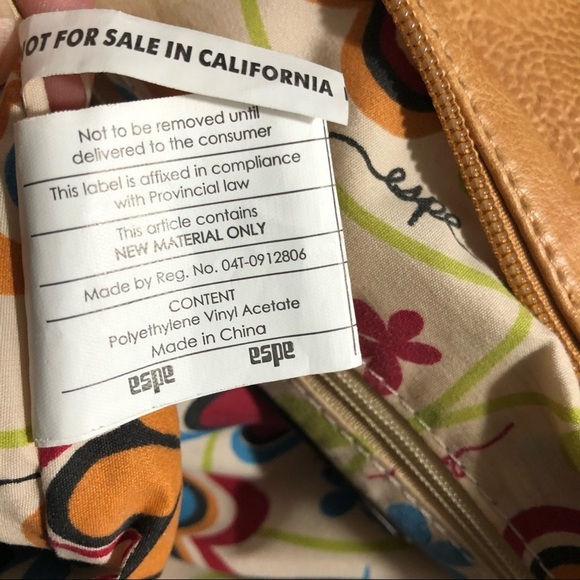 NOT FOR SALE IN CALIFORNIA
Not to be removed until
delivered to the consumer
This label is affixed in compliance
with Provincial law
This article contains
NEW MATERIAL ONLY
Made by Reg. No. 04T-0912806
CONTENT
Polyethylene Vinyl Acetate
Made in China
espe espe
espe